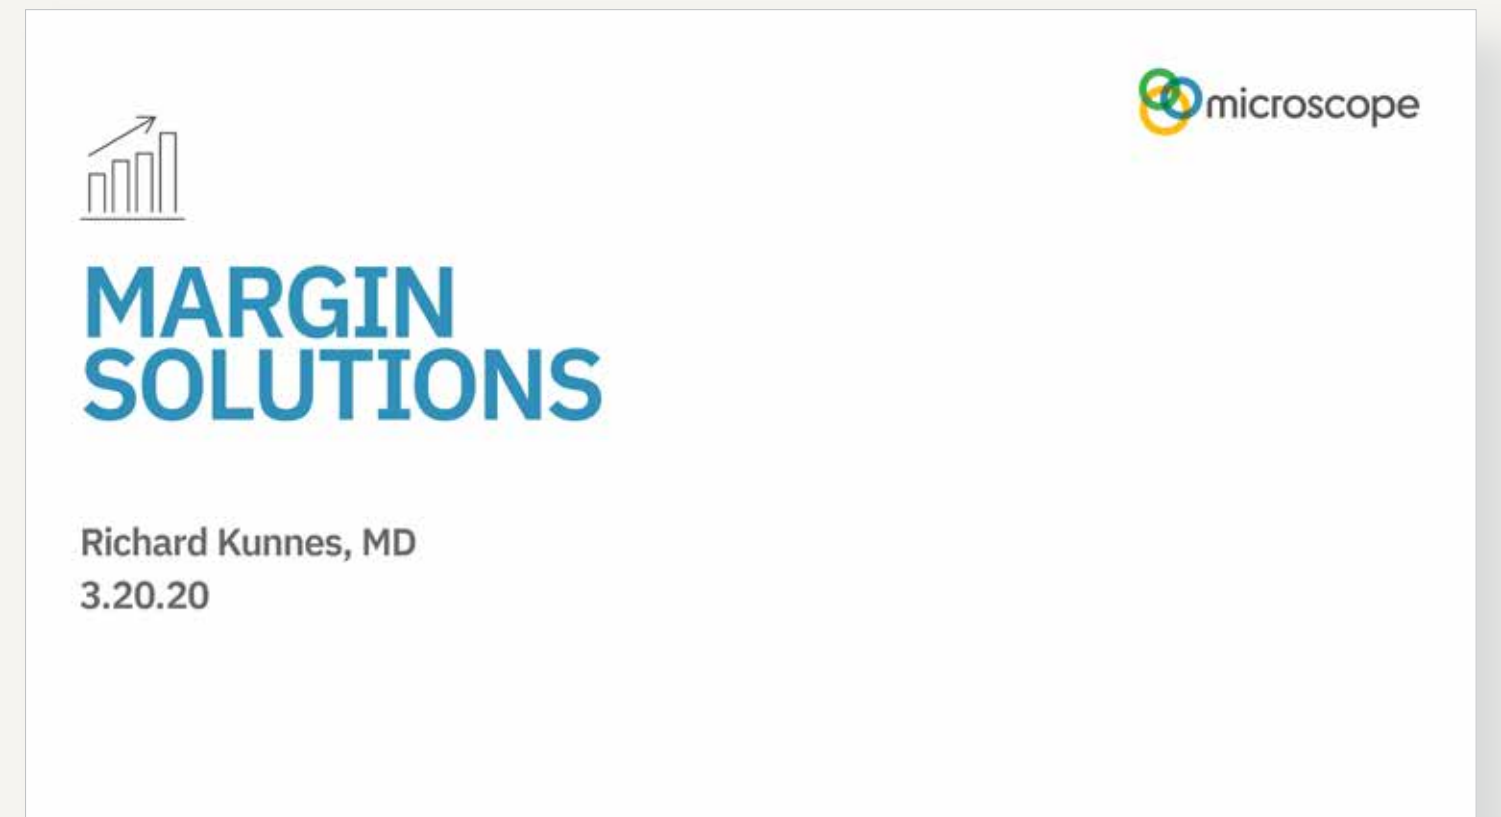 microscope
MARGIN
SOLUTIONS
Richard Kunnes, MD
3.20.20